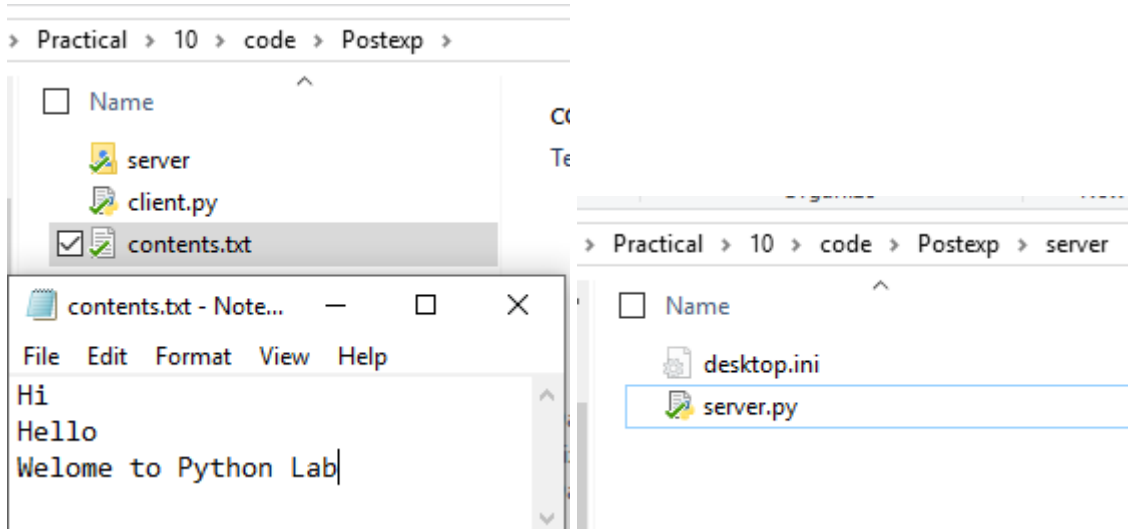 > Practical > 10 > code > Postexp >
Name
server
client.py
contents.txt
contents.txt - Note...
File Edit Format View Help
Hi
Hello
Welome to Python Lab
> Practical > 10 > code > Postexp > server
Name
desktop.ini
server.py